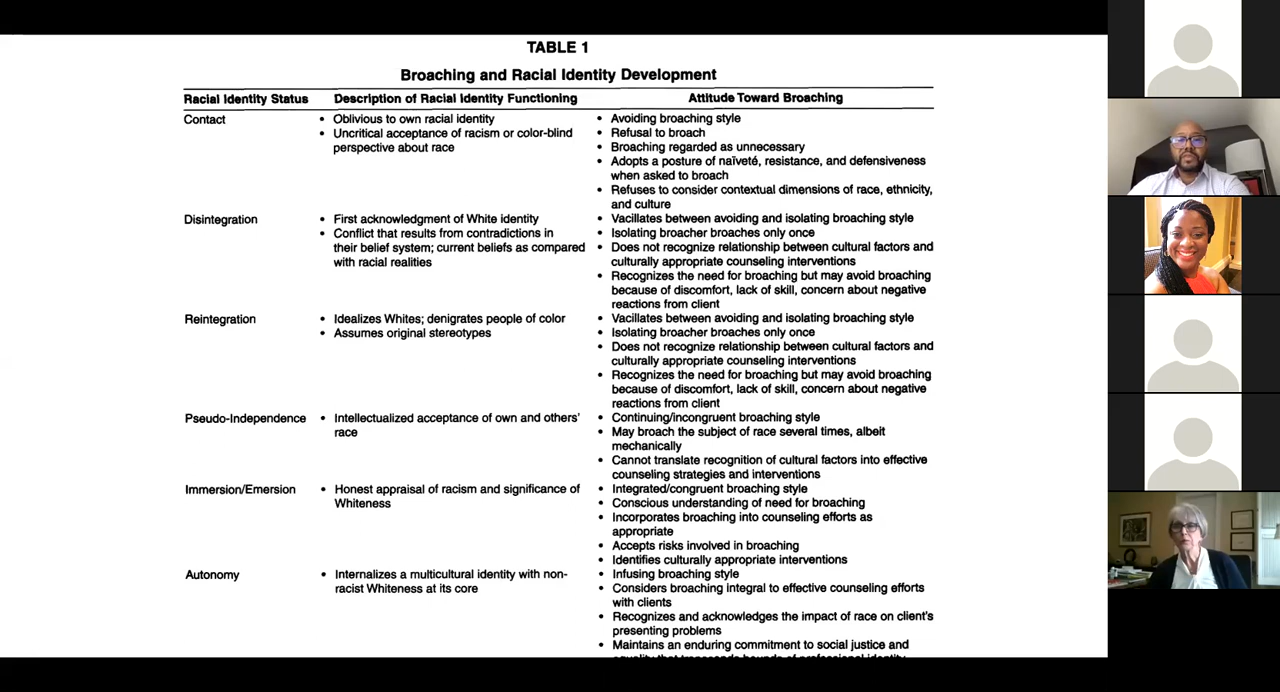 TABLE 1
Broaching and Racial Identity Development
Racial Identity Status Description of Racial Identity Functioning Attitude Toward Broaching
Contact
• Oblivious to own racial identity
• Uncritical acceptance of racism or color-blind
perspective about race
• Avoiding broaching style
• Refusal to broach
• Broaching regarded as unnecessary
• Adopts a posture of naïveté, resistance, and defensiveness
when asked to broach
• Refuses to consider contextual dimensions of race, ethnicity,
and culture
Disintegration
• First acknowledgment of White identity
• Conflict that results from contradictions in
their belief system; current beliefs as compared
with racial realities
• Vacillates between avoiding and isolating broaching style
• Isolating broacher broaches only once
• Does not recognize relationship between cultural factors and
culturally appropriate counseling interventions
• Recognizes the need for broaching but may avoid broaching
because of discomfort, lack of skill, concern about negative
reactions from client
Reintegration
• Idealizes Whites; denigrates people of color
• Assumes original stereotypes
• Vacillates between avoiding and isolating broaching style
• Isolating broacher broaches only once
• Does not recognize relationship between cultural factors and
culturally appropriate counseling interventions
• Recognizes the need for broaching but may avoid broaching
because of discomfort, lack of skill, concern about negative
reactions from client
Pseudo-Independence
• Intellectualized acceptance of own and others'
race
• Continuing/incongruent broaching style
• May broach the subject of race several times, albeit
mechanically
• Cannot translate recognition of cultural factors into effective
counseling strategies and interventions
Immersion/Emersion
• Honest appraisal of racism and significance of
Whiteness
• Integrated/congruent broaching style
• Conscious understanding of need for broaching
• Incorporates broaching into counseling efforts as
appropriate
• Accepts risks involved in broaching
• Identifies culturally appropriate interventions
Autonomy
• Internalizes a multicultural identity with non-
racist Whiteness at its core
• Infusing broaching style
• Considers broaching integral to effective counseling efforts
with clients
• Recognizes and acknowledges the impact of race on client's
presenting problems
• Maintains an enduring commitment to social justice and